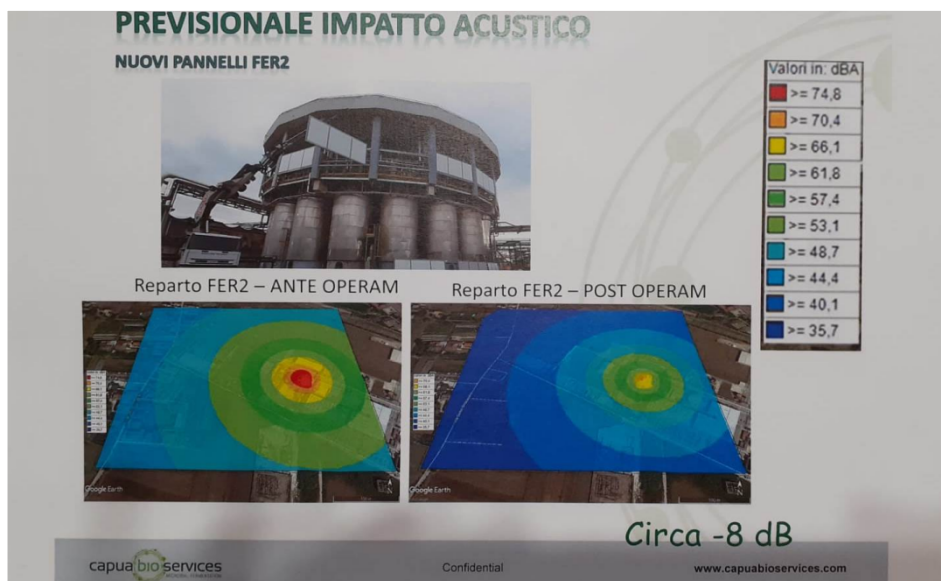 PREVISIONALE IMPATTO ACUSTICO
NUOVI PANNELLI FER2
Valori in: dBA
>= 74,8
>= 70,4
>= 66,1
>= 61,8
>= 57,4
>= 53,1
>= 48,7
>= 44,4
>= 40,1
>= 35,7
Reparto FER2 – ANTE OPERAM
Reparto FER2 – POST OPERAM
Google Earth
Google Earth
Circa -8 dB
capua bio services
Confidential
www.capuabioservices.com